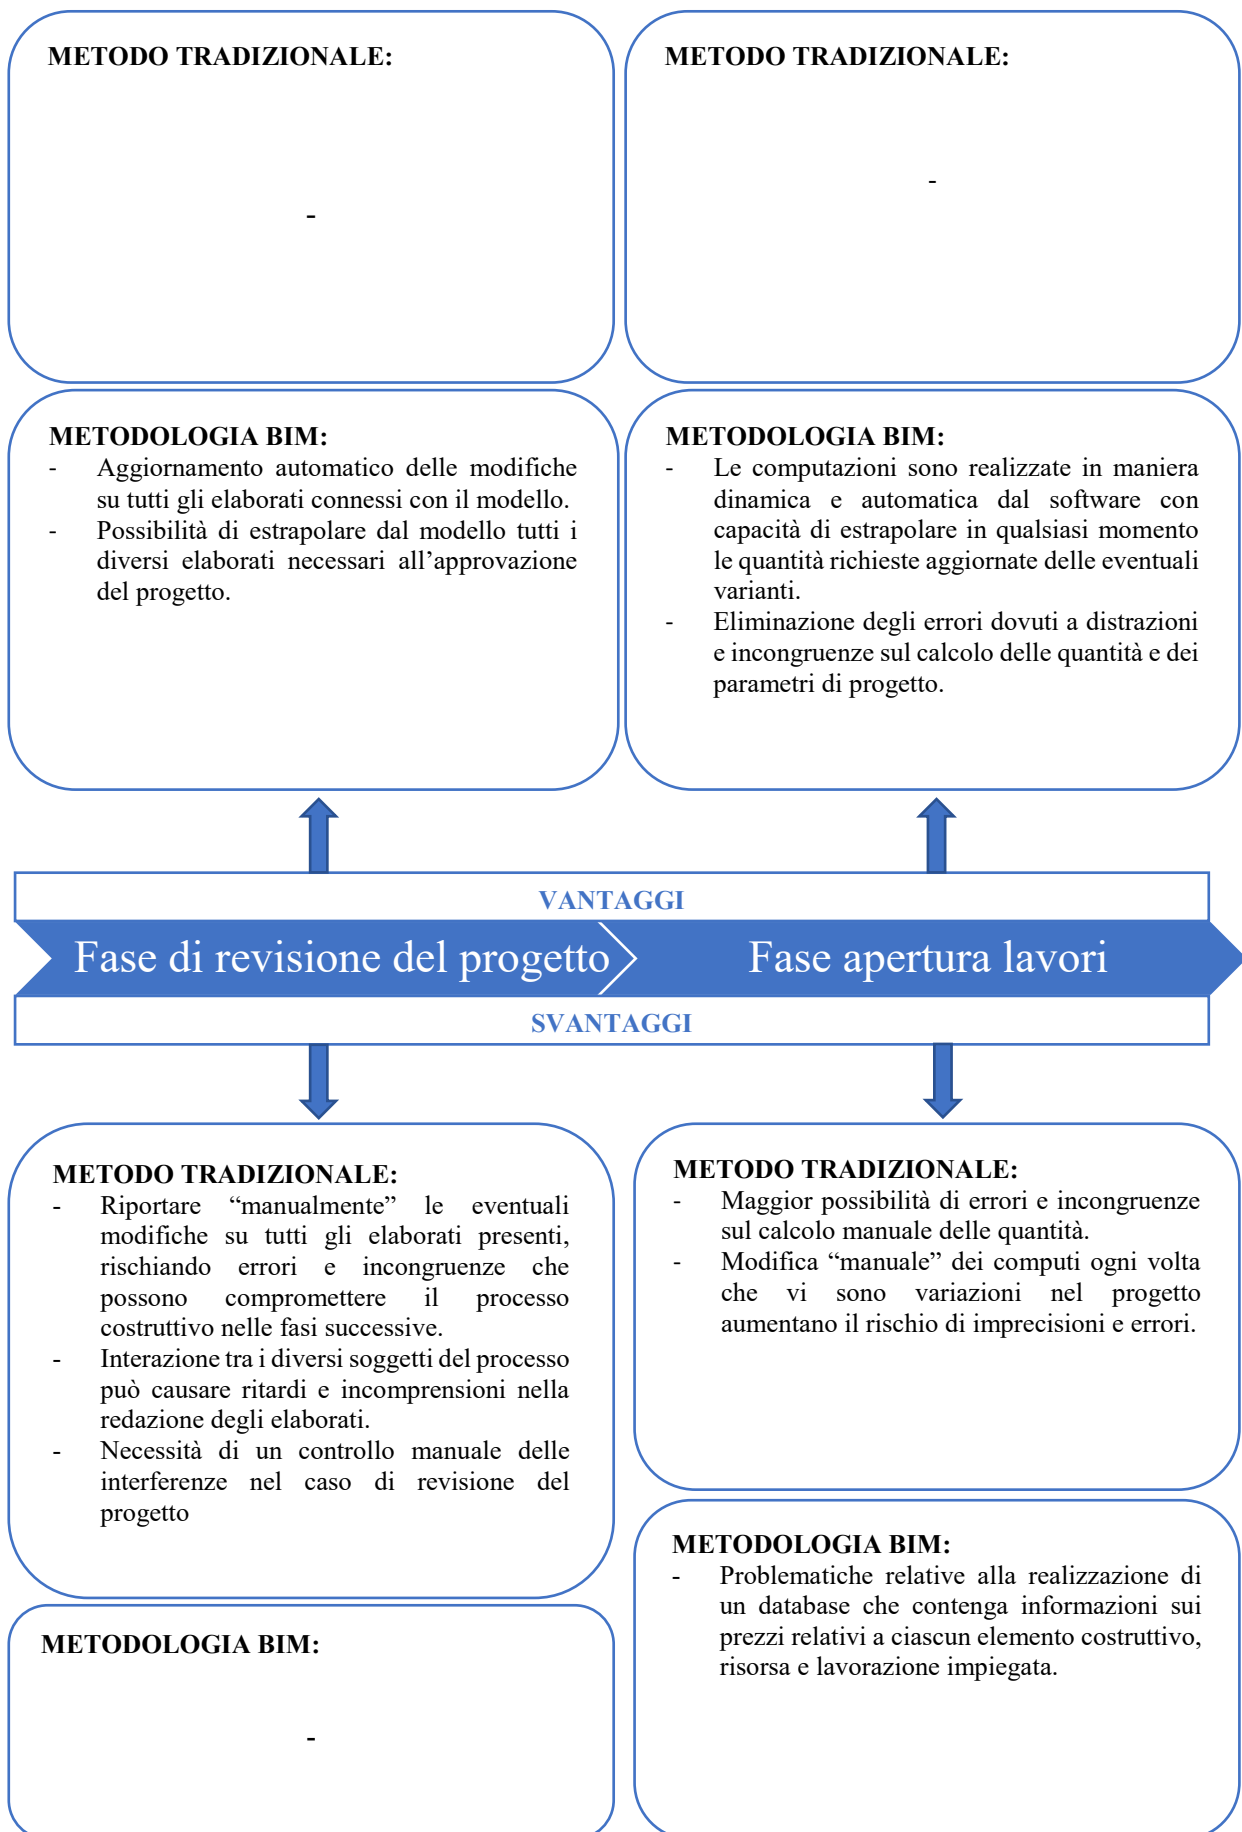 METODO TRADIZIONALE:
-
METODO TRADIZIONALE:
-
METODOLOGIA BIM:
- Aggiornamento automatico delle modifiche
su tutti gli elaborati connessi con il modello.
- Possibilità di estrapolare dal modello tutti i
diversi elaborati necessari all’approvazione
del progetto.
METODOLOGIA BIM:
- Le computazioni sono realizzate in maniera
dinamica e automatica dal software con
capacità di estrapolare in qualsiasi momento
le quantità richieste aggiornate delle eventuali
varianti.
- Eliminazione degli errori dovuti a distrazioni
e incongruenze sul calcolo delle quantità e dei
parametri di progetto.
VANTAGGI
Fase di revisione del progetto
Fase apertura lavori
SVANTAGGI
METODO TRADIZIONALE:
- Riportare “manualmente” le eventuali
modifiche su tutti gli elaborati presenti,
rischiando errori e incongruenze che
possono compromettere il processo
costruttivo nelle fasi successive.
- Interazione tra i diversi soggetti del processo
può causare ritardi e incomprensioni nella
redazione degli elaborati.
- Necessità di un controllo manuale delle
interferenze nel caso di revisione del
progetto
METODO TRADIZIONALE:
- Maggior possibilità di errori e incongruenze
sul calcolo manuale delle quantità.
- Modifica “manuale” dei computi ogni volta
che vi sono variazioni nel progetto
aumentano il rischio di imprecisioni e errori.
METODOLOGIA BIM:
-
METODOLOGIA BIM:
- Problematiche relative alla realizzazione di
un database che contenga informazioni sui
prezzi relativi a ciascun elemento costruttivo,
risorsa e lavorazione impiegata.